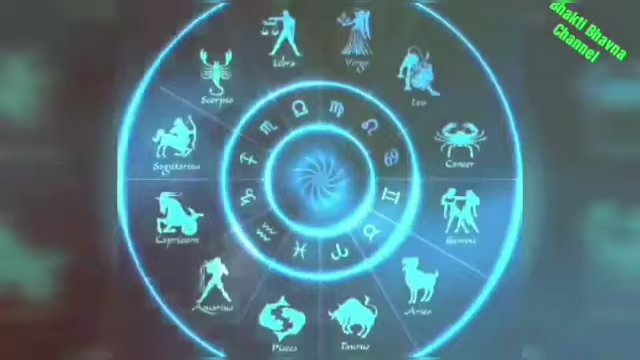 Bhakti Bhavna
Channel
Libra
Virgo
Scorpio
Leo
Sagittarius
Cancer
Capricorn
Gemini
Aquarius
Aries
Pisces
Taurus